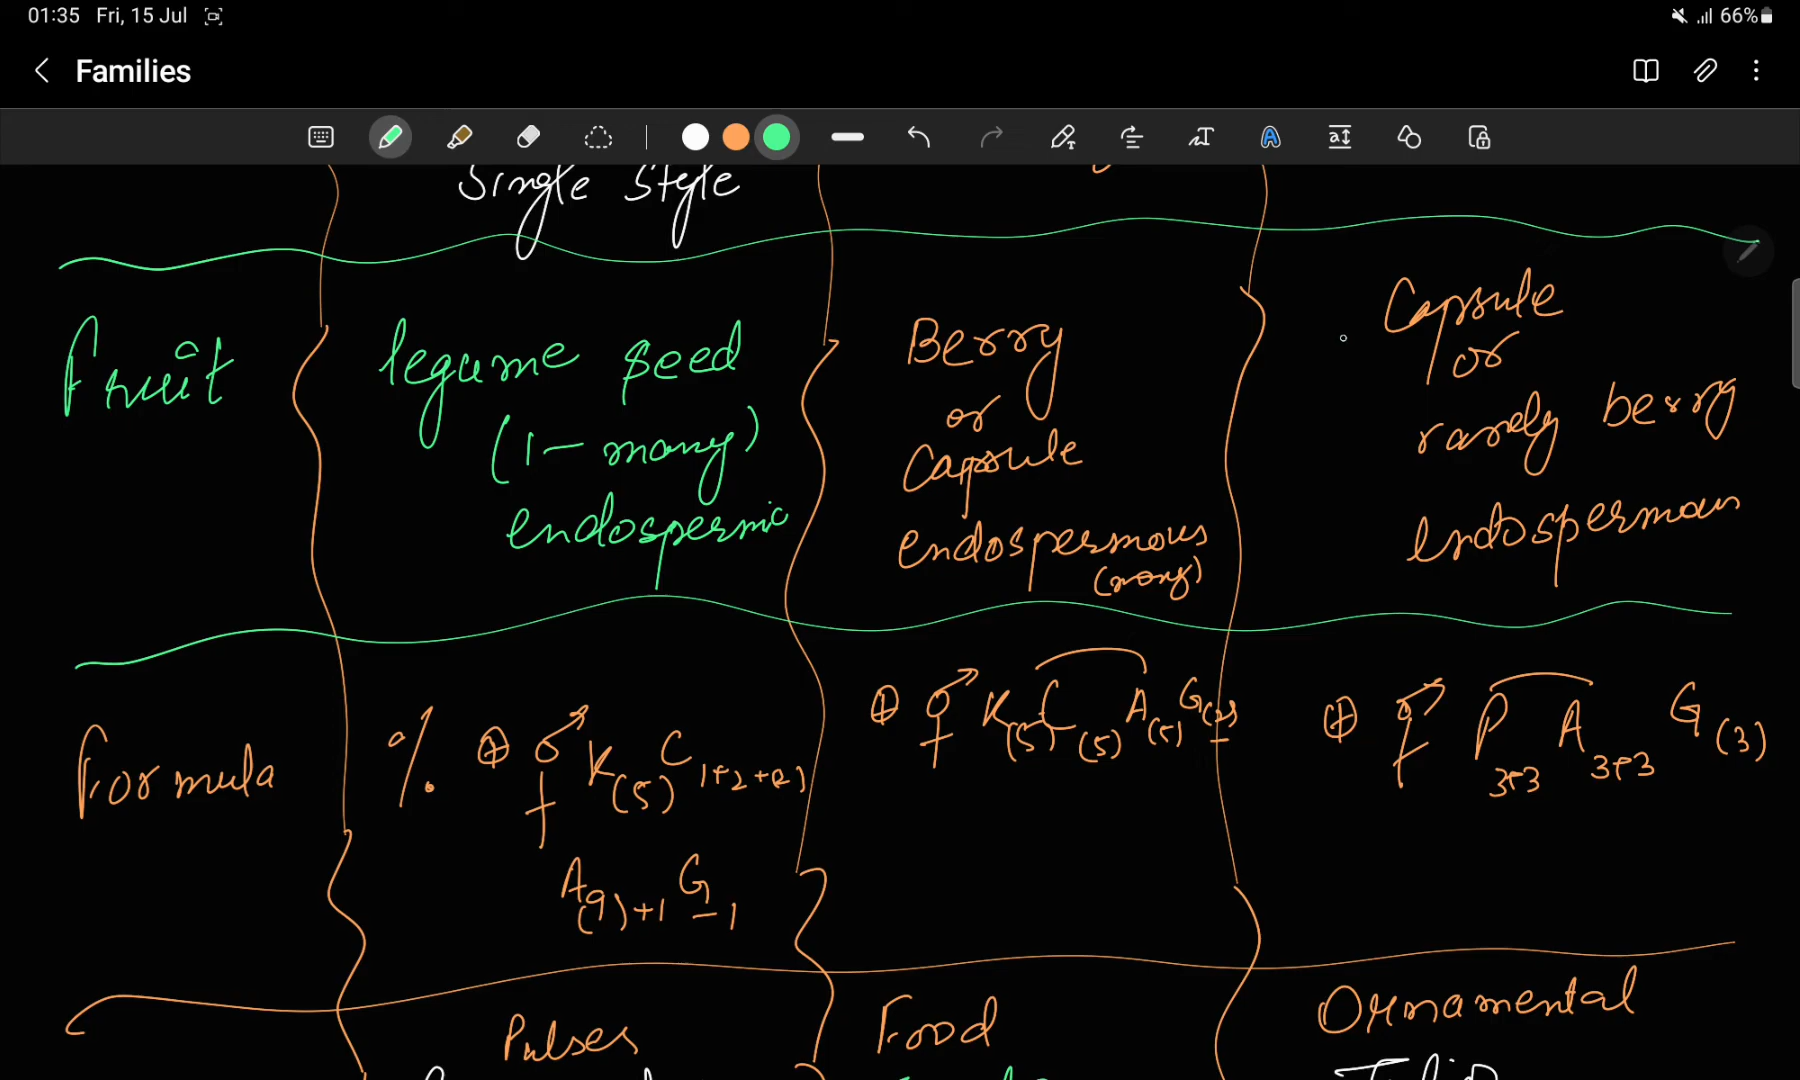 01:35 Fri, 15 Jul 66%
Families
Single Style
Fruit
legume seed
(1 - many)
endospermic
Berry
or
Capsule
endospermous
(many)
Capsule
or
rarely berry
endospermous
Formula
% ⊕ ⚥ K(5) C1+2+(2)
A(9)+1 G1
⊕ ⚥ K(5) C(5) A(5) G(2)
⊕ ⚥ P3+3 A3+3 G(3)
Pulses
Food
Ornamental